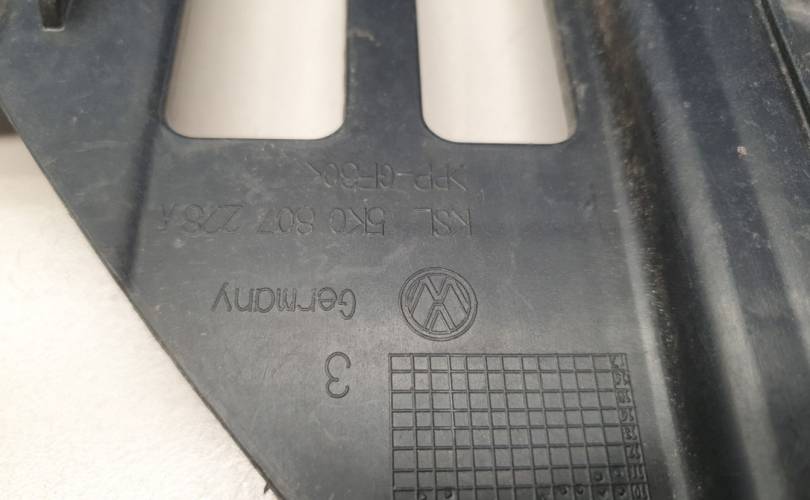 3
Germany
KSL 5K0 807 228 A
>PP-GF30<